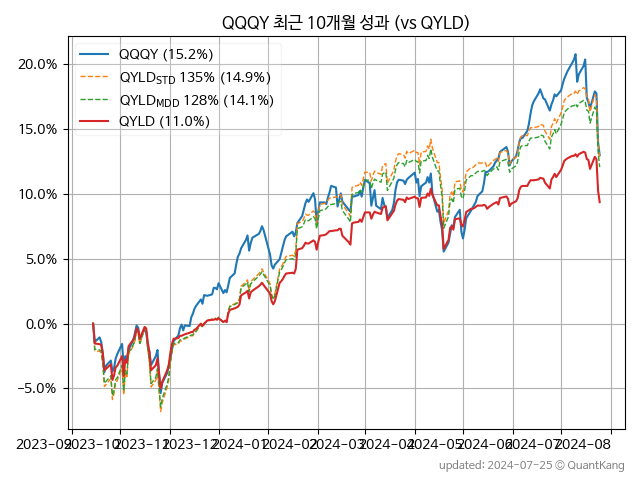 QQQY 최근 10개월 성과 (vs QYLD)
QQQY (15.2%)
QYLDSTD 135% (14.9%)
QYLDMDD 128% (14.1%)
QYLD (11.0%)
20.0%
15.0%
10.0%
5.0%
0.0%
−5.0%
2023-09 2023-10 2023-11 2023-12 2024-01 2024-02 2024-03 2024-04 2024-05 2024-06 2024-07 2024-08
updated: 2024-07-25 © QuantKang